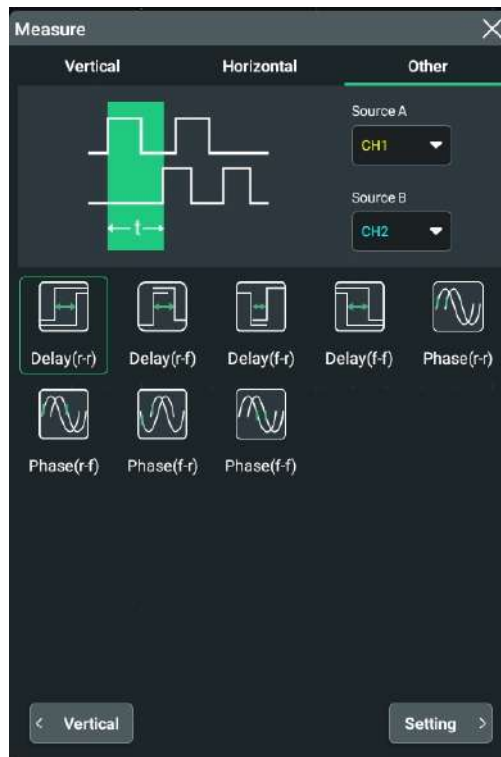 Measure
Vertical Horizontal Other
Source A
CH1
Source B
CH2
t
Delay(r-r) Delay(r-f) Delay(f-r) Delay(f-f) Phase(r-r)
Phase(r-f) Phase(f-r) Phase(f-f)
< Vertical Setting >